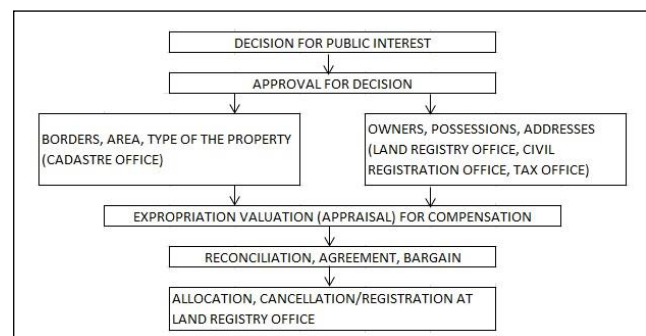 DECISION FOR PUBLIC INTEREST
APPROVAL FOR DECISION
BORDERS, AREA, TYPE OF THE PROPERTY
(CADASTRE OFFICE)
OWNERS, POSSESSIONS, ADDRESSES
(LAND REGISTRY OFFICE, CIVIL
REGISTRATION OFFICE, TAX OFFICE)
EXPROPRIATION VALUATION (APPRAISAL) FOR COMPENSATION
RECONCILIATION, AGREEMENT, BARGAIN
ALLOCATION, CANCELLATION/REGISTRATION AT
LAND REGISTRY OFFICE